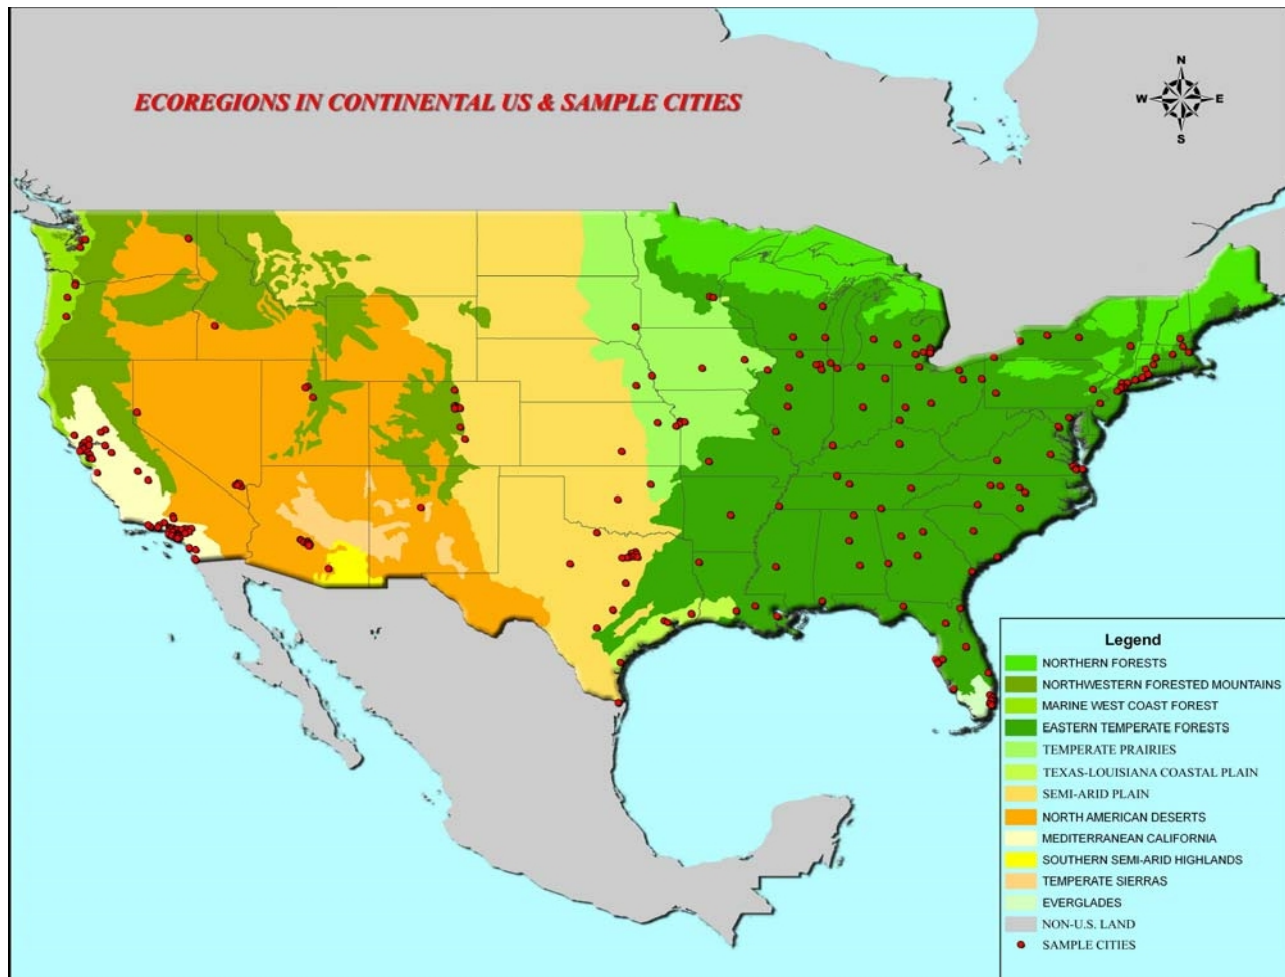 ECOREGIONS IN CONTINENTAL US & SAMPLE CITIES
N
W E
S
Legend
NORTHERN FORESTS
NORTHWESTERN FORESTED MOUNTAINS
MARINE WEST COAST FOREST
EASTERN TEMPERATE FORESTS
TEMPERATE PRAIRIES
TEXAS-LOUISIANA COASTAL PLAIN
SEMI-ARID PLAIN
NORTH AMERICAN DESERTS
MEDITERRANEAN CALIFORNIA
SOUTHERN SEMI-ARID HIGHLANDS
TEMPERATE SIERRAS
EVERGLADES
NON-U.S. LAND
SAMPLE CITIES